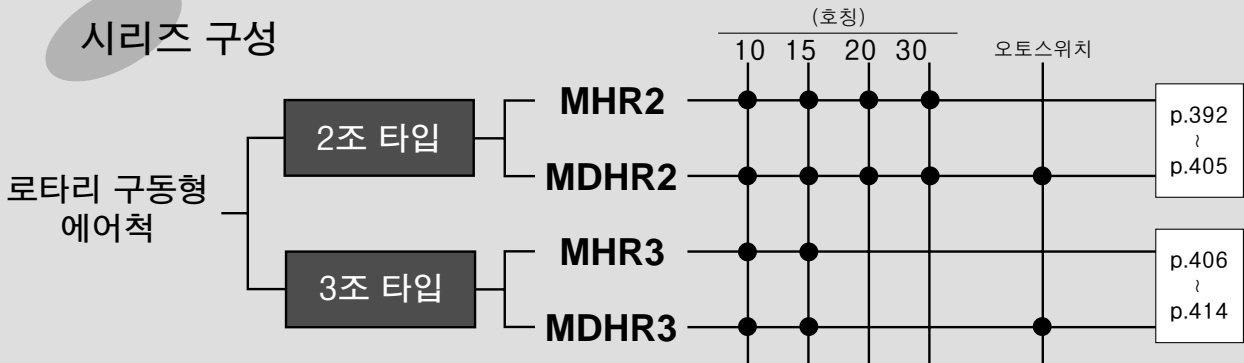 시리즈 구성
(호칭)
10 15 20 30 오토스위치
로타리 구동형
에어척
2조 타입
MHR2
MDHR2
p.392
~
p.405
3조 타입
MHR3
MDHR3
p.406
~
p.414